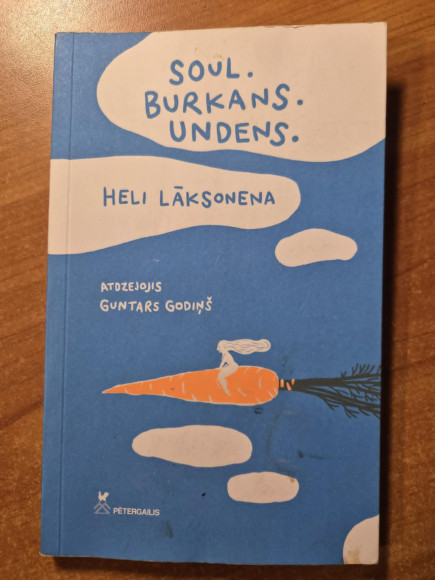 SOUL.
BURKANS.
UNDENS.
HELI LĀKSONENA
ATDZEJOJIS
GUNTARS GODIŅŠ
PĒTERGAILIS